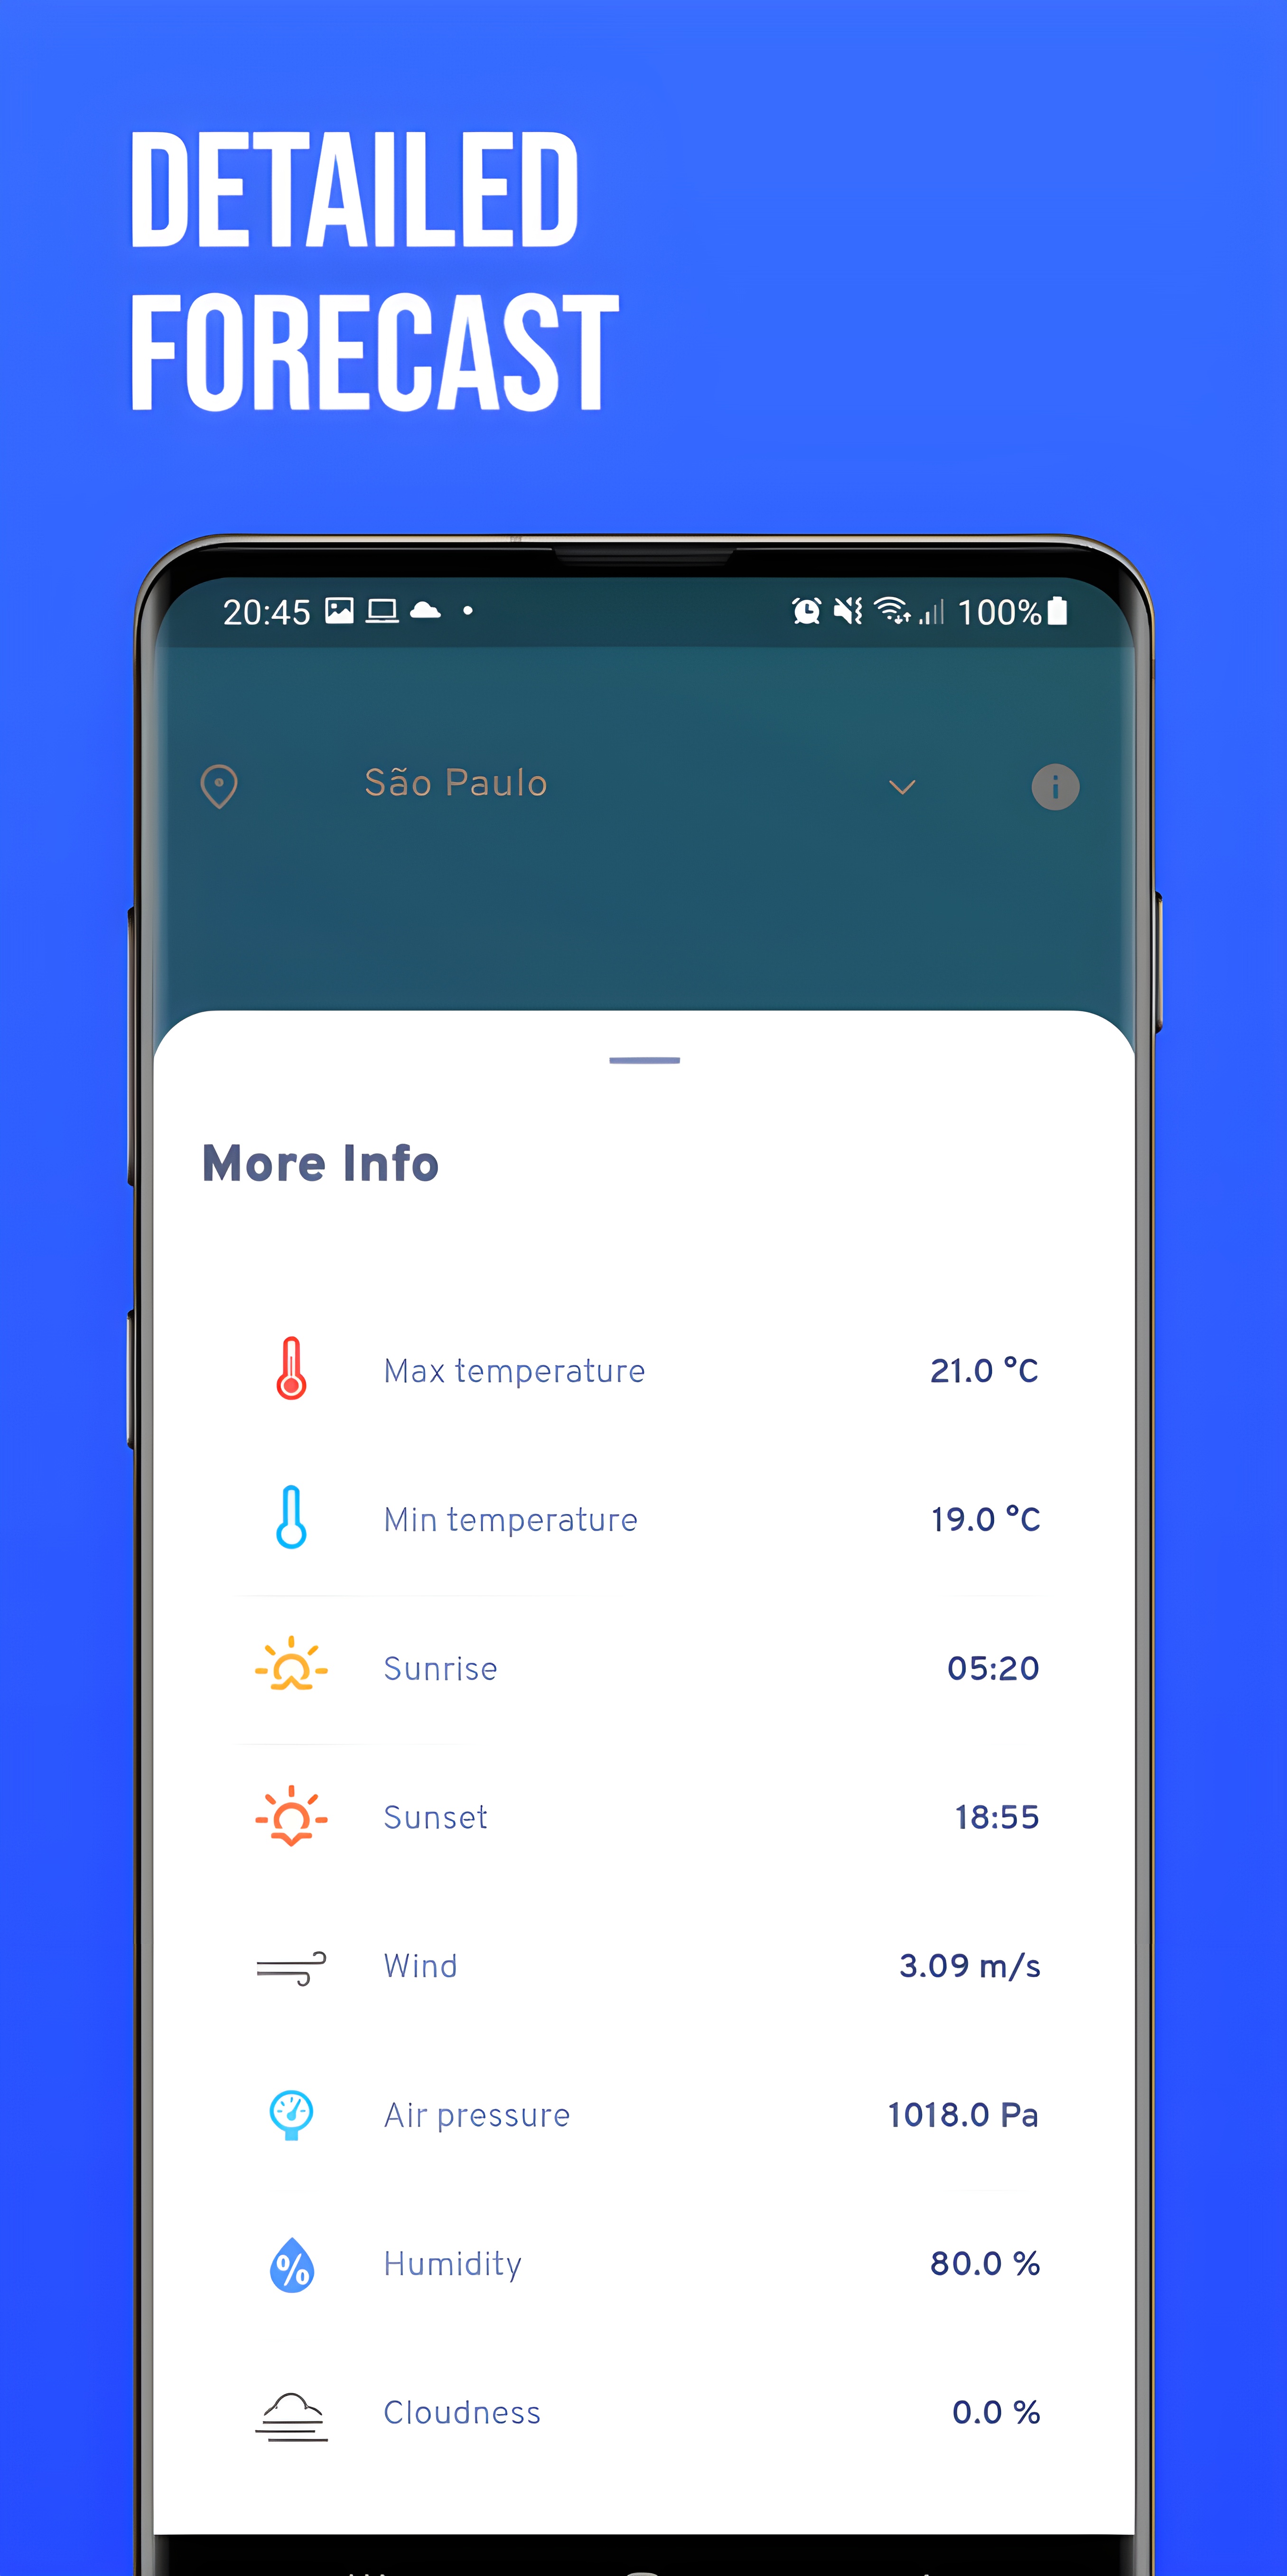 DETAILED
FORECAST
20:45 100%
São Paulo
More Info
Max temperature 21.0 °C
Min temperature 19.0 °C
Sunrise 05:20
Sunset 18:55
Wind 3.09 m/s
Air pressure 1018.0 Pa
Humidity 80.0 %
Cloudness 0.0 %